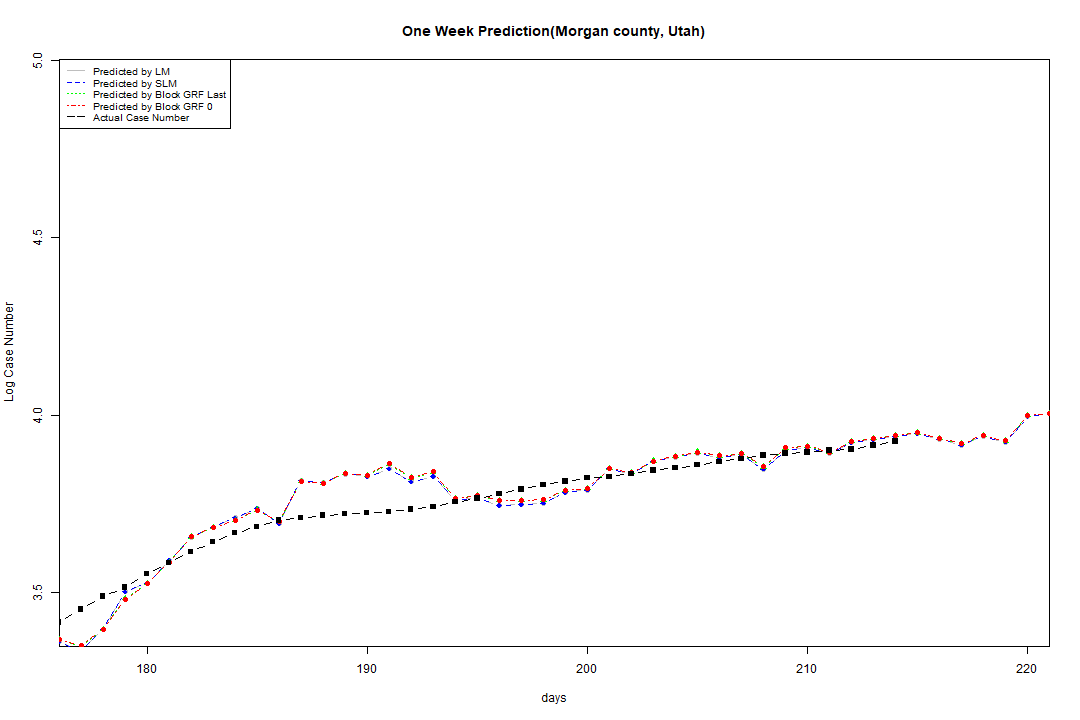 One Week Prediction(Morgan county, Utah)
Predicted by LM
Predicted by SLM
Predicted by Block GRF Last
Predicted by Block GRF 0
Actual Case Number
5.0
4.5
4.0
3.5
Log Case Number
180 190 200 210 220
days